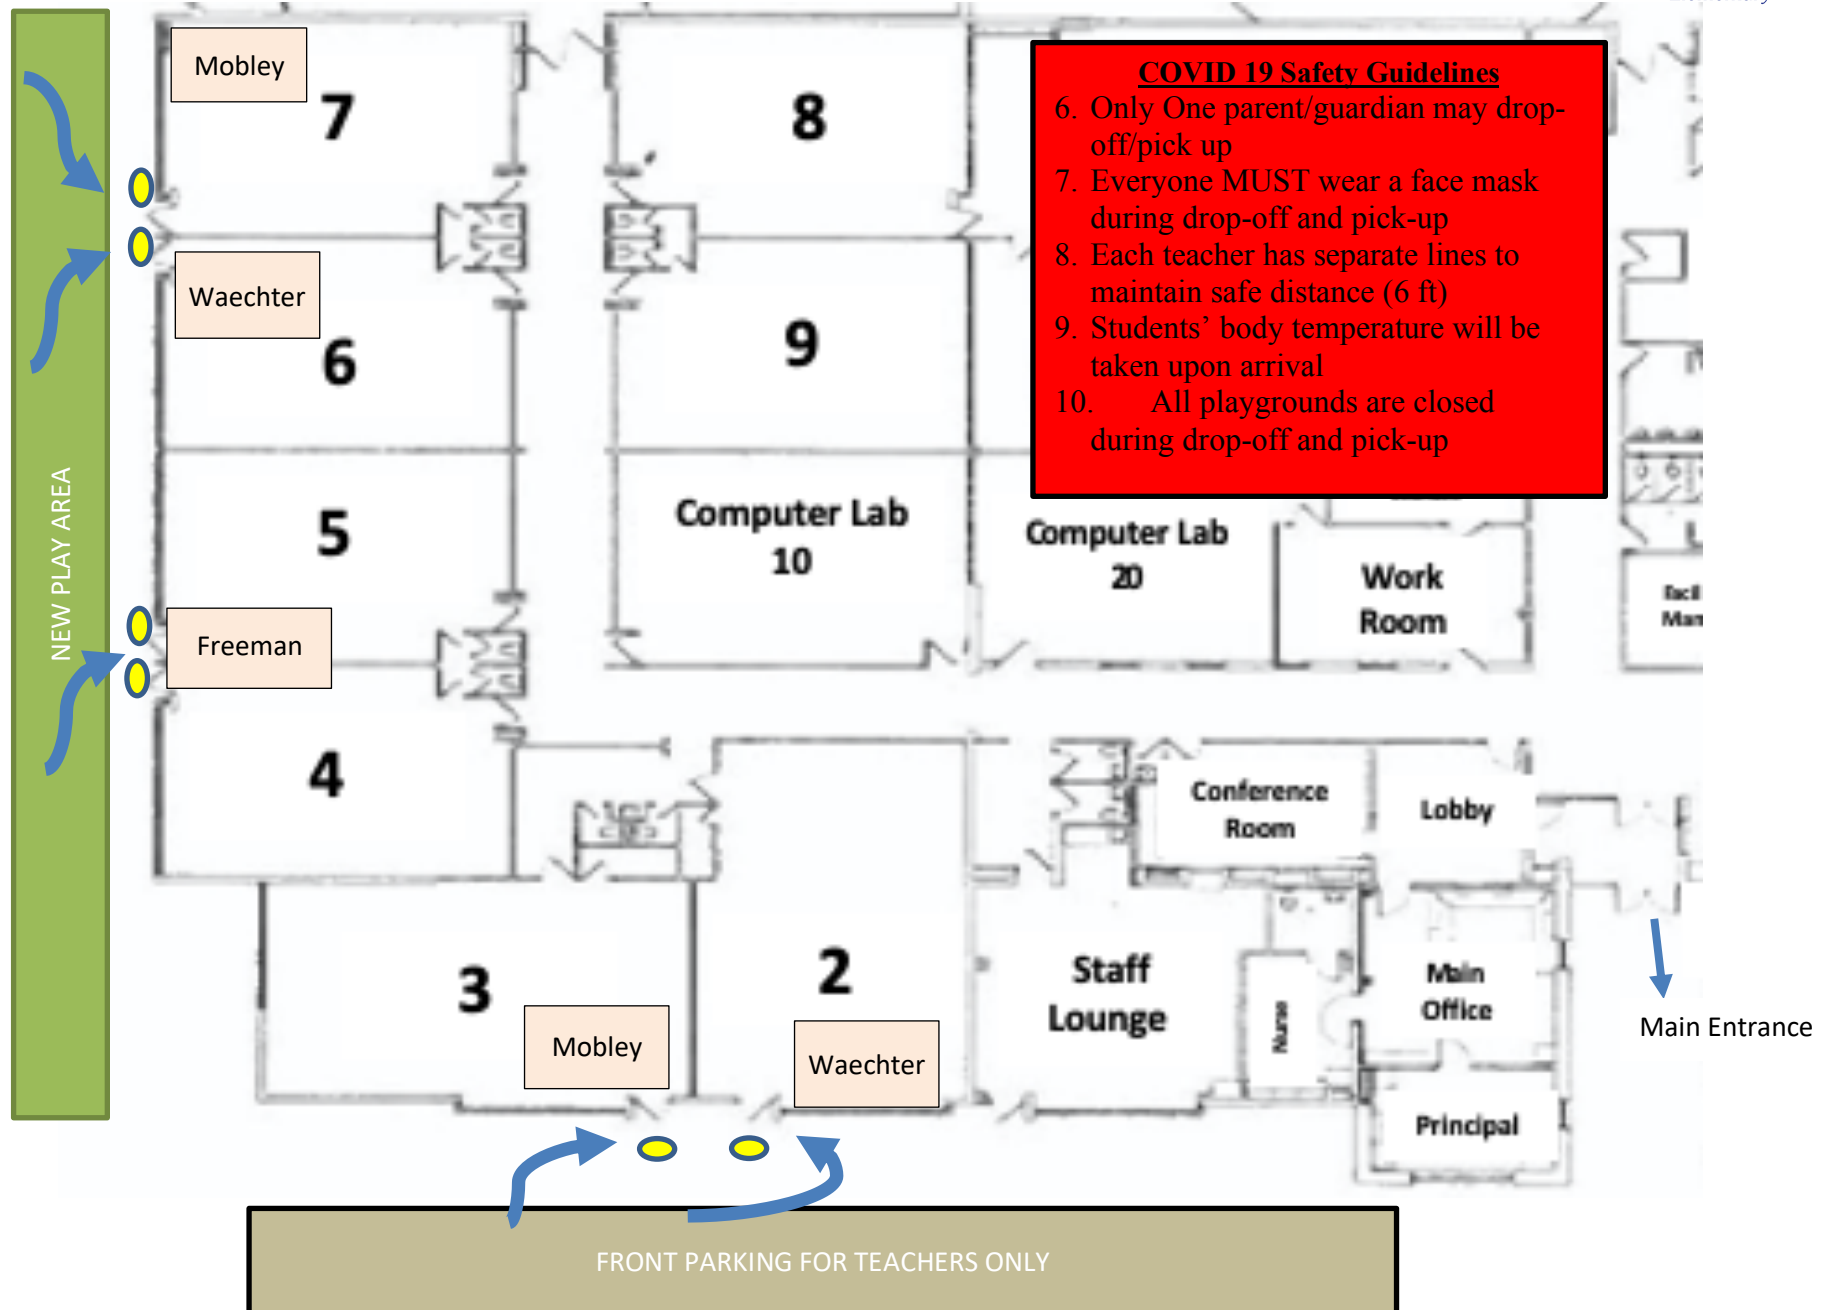 Mobley
7
8
COVID 19 Safety Guidelines
6. Only One parent/guardian may drop-
off/pick up
7. Everyone MUST wear a face mask
during drop-off and pick-up
8. Each teacher has separate lines to
maintain safe distance (6 ft)
9. Students’ body temperature will be
taken upon arrival
10. All playgrounds are closed
during drop-off and pick-up
Waechter
6
9
NEW PLAY AREA
5
Computer Lab
10
Computer Lab
20
Work
Room
Freeman
4
Conference
Room
Lobby
3
2
Staff
Lounge
Nurse
Main
Office
Main Entrance
Mobley
Waechter
Principal
FRONT PARKING FOR TEACHERS ONLY